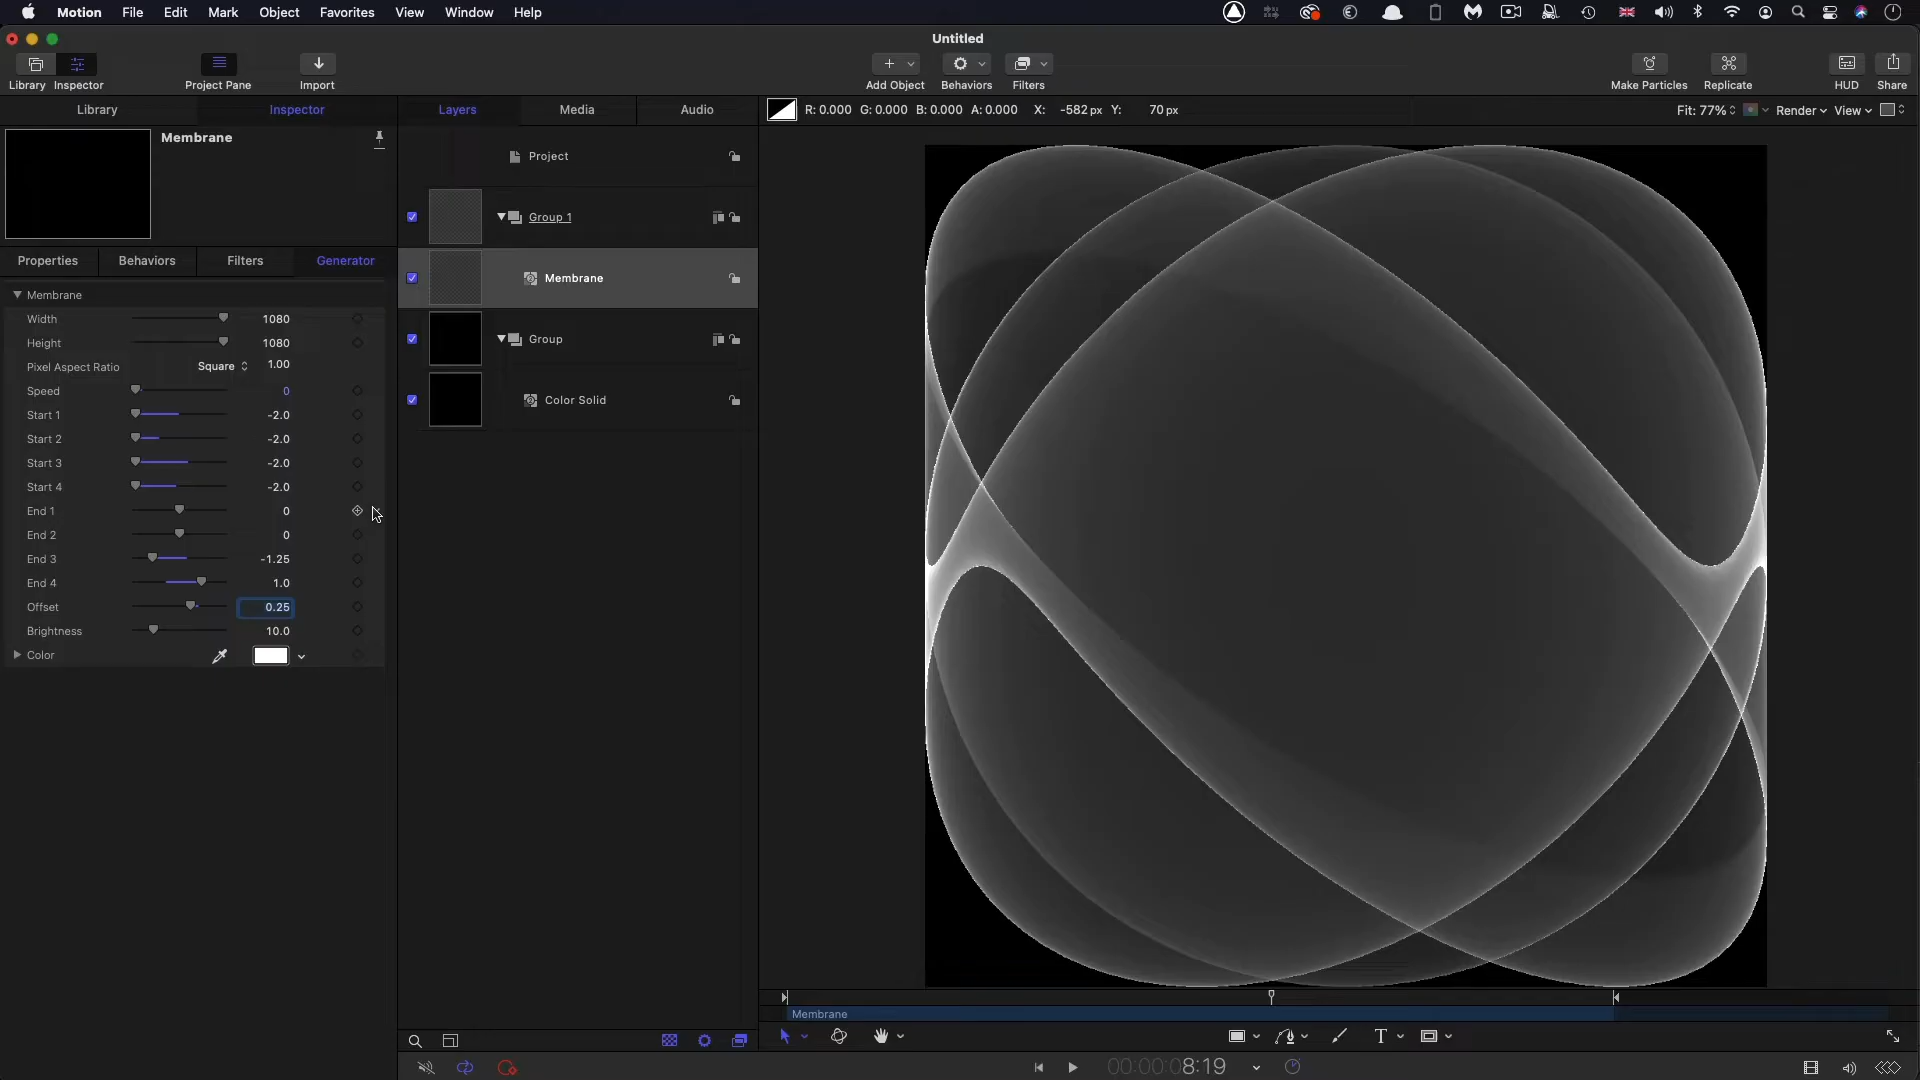 Motion File Edit Mark Object Favorites View Window Help
Untitled
Library Inspector Project Pane Import Add Object Behaviors Filters Make Particles Replicate HUD Share
Library Inspector Layers Media Audio R: 0.000 G: 0.000 B: 0.000 A: 0.000 X: -582 px Y: 70 px Fit: 77% Render View
Membrane
Project
Group 1
Properties Behaviors Filters Generator
Membrane
Membrane
Width 1080
Height 1080
Group
Pixel Aspect Ratio Square 1.00
Speed 0
Color Solid
Start 1 -2.0
Start 2 -2.0
Start 3 -2.0
Start 4 -2.0
End 1 0
End 2 0
End 3 -1.25
End 4 1.0
Offset 0.25
Brightness 10.0
Color
Membrane
T
00:00:08:19